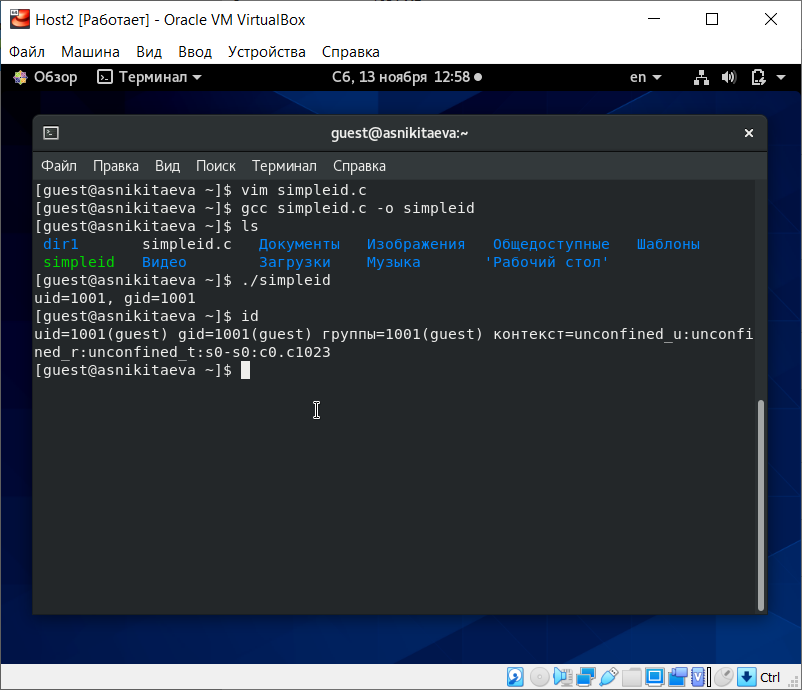 Host2 [Работает] - Oracle VM VirtualBox
Файл Машина Вид Ввод Устройства Справка
Обзор Терминал Сб, 13 ноября 12:58 en
guest@asnikitaeva:~
Файл Правка Вид Поиск Терминал Справка
[guest@asnikitaeva ~]$ vim simpleid.c
[guest@asnikitaeva ~]$ gcc simpleid.c -o simpleid
[guest@asnikitaeva ~]$ ls
dir1 simpleid.c Документы Изображения Общедоступные Шаблоны
simpleid Видео Загрузки Музыка 'Рабочий стол'
[guest@asnikitaeva ~]$ ./simpleid
uid=1001, gid=1001
[guest@asnikitaeva ~]$ id
uid=1001(guest) gid=1001(guest) группы=1001(guest) контекст=unconfined_u:unconfi
ned_r:unconfined_t:s0-s0:c0.c1023
[guest@asnikitaeva ~]$
Ctrl